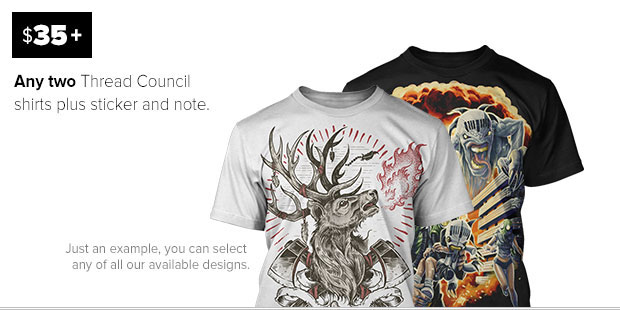 $35+
Any two Thread Council
shirts plus sticker and note.
Just an example, you can select
any of all our available designs.